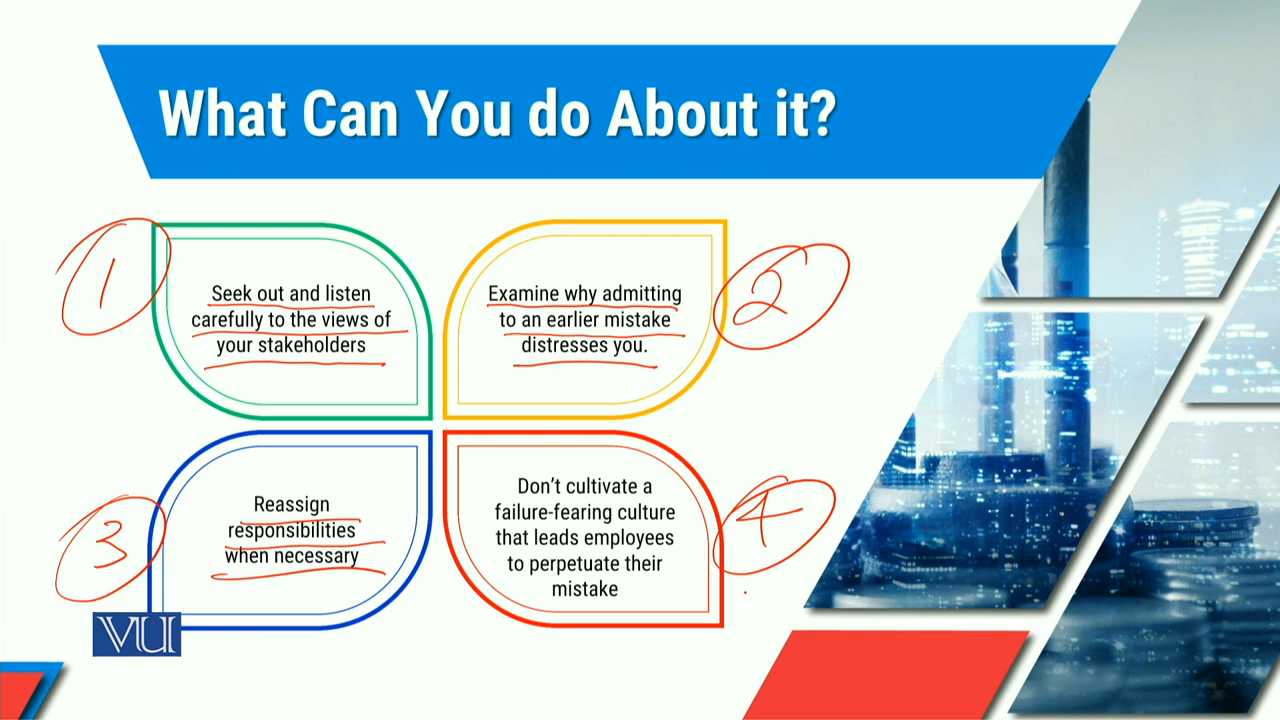 What Can You do About it?
1
Seek out and listen
carefully to the views of
your stakeholders
Examine why admitting
to an earlier mistake
distresses you.
2
3
Reassign
responsibilities
when necessary
Don't cultivate a
failure-fearing culture
that leads employees
to perpetuate their
mistake
4
VU